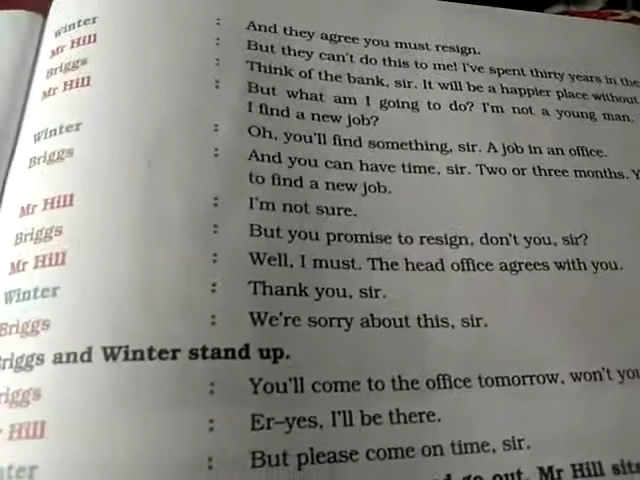 Winter : And they agree you must resign.
Mr Hill : But they can't do this to me! I've spent thirty years in the
Briggs : Think of the bank, sir. It will be a happier place without
Mr Hill : But what am I going to do? I'm not a young man.
I find a new job?
Winter : Oh, you'll find something, sir. A job in an office.
Briggs : And you can have time, sir. Two or three months.
to find a new job.
Mr Hill : I'm not sure.
Briggs : But you promise to resign, don't you, sir?
Mr Hill : Well, I must. The head office agrees with you.
Winter : Thank you, sir.
Briggs : We're sorry about this, sir.
riggs and Winter stand up.
riggs : You'll come to the office tomorrow, won't you
Hill : Er–yes, I'll be there.
ter : But please come on time, sir.
go out. Mr Hill sits